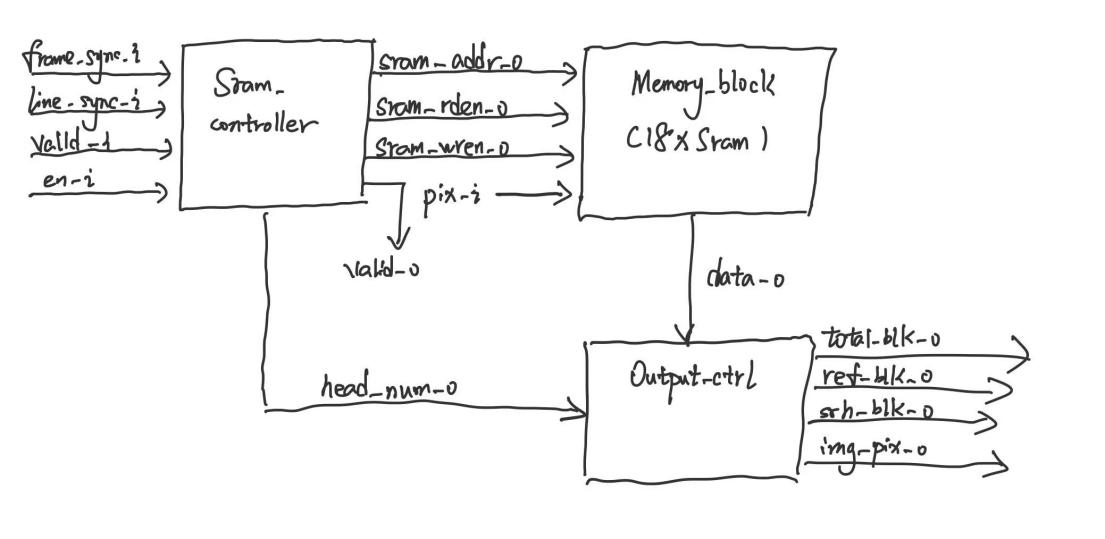 frame_sync_i
line_sync_i
valid_i
en_i
Sram_
controller
sram_addr_o
sram_rden_o
sram_wren_o
pix_i
valid_o
Memory_block
(18x Sram)
data_o
head_num_o
Output_ctrl
total_blk_o
ref_blk_o
srh_blk_o
img_pix_o